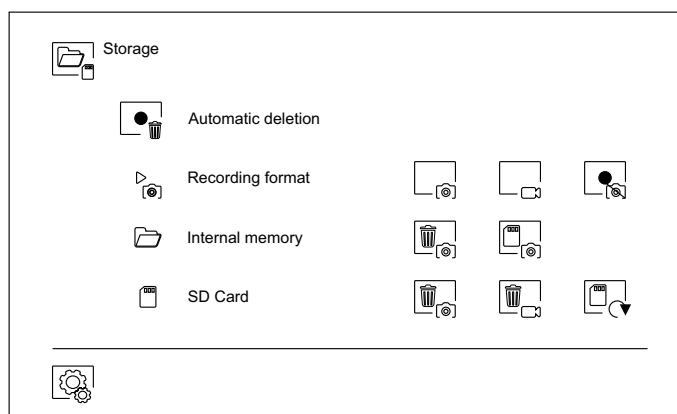 Storage
Automatic deletion
Recording format
Internal memory
SD Card